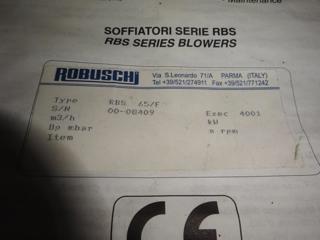 Maintenance
SOFFIATORI SERIE RBS
RBS SERIES BLOWERS
ROBUSCHI
Via S.Leonardo 71/A PARMA (ITALY)
Tel +39/521/274911 Fax +39/521/771242
Type RBS 65/F
S/N 00-08409 Exec 4001
m3/h kW
Dp mbar n rpm
Item
CE